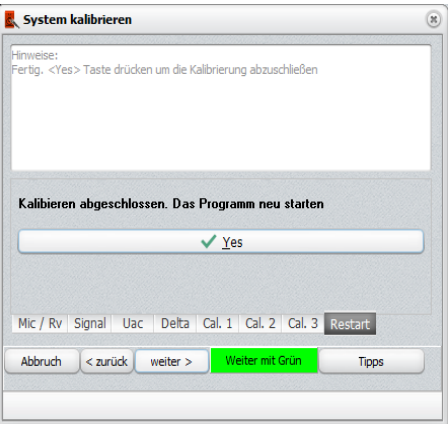 System kalibrieren
Hinweise:
Fertig. <Yes> Taste drücken um die Kalibrierung abzuschließen
Kalibieren abgeschlossen. Das Programm neu starten
Yes
Mic / Rv Signal Uac Delta Cal. 1 Cal. 2 Cal. 3 Restart
Abbruch < zurück weiter > Weiter mit Grün Tipps